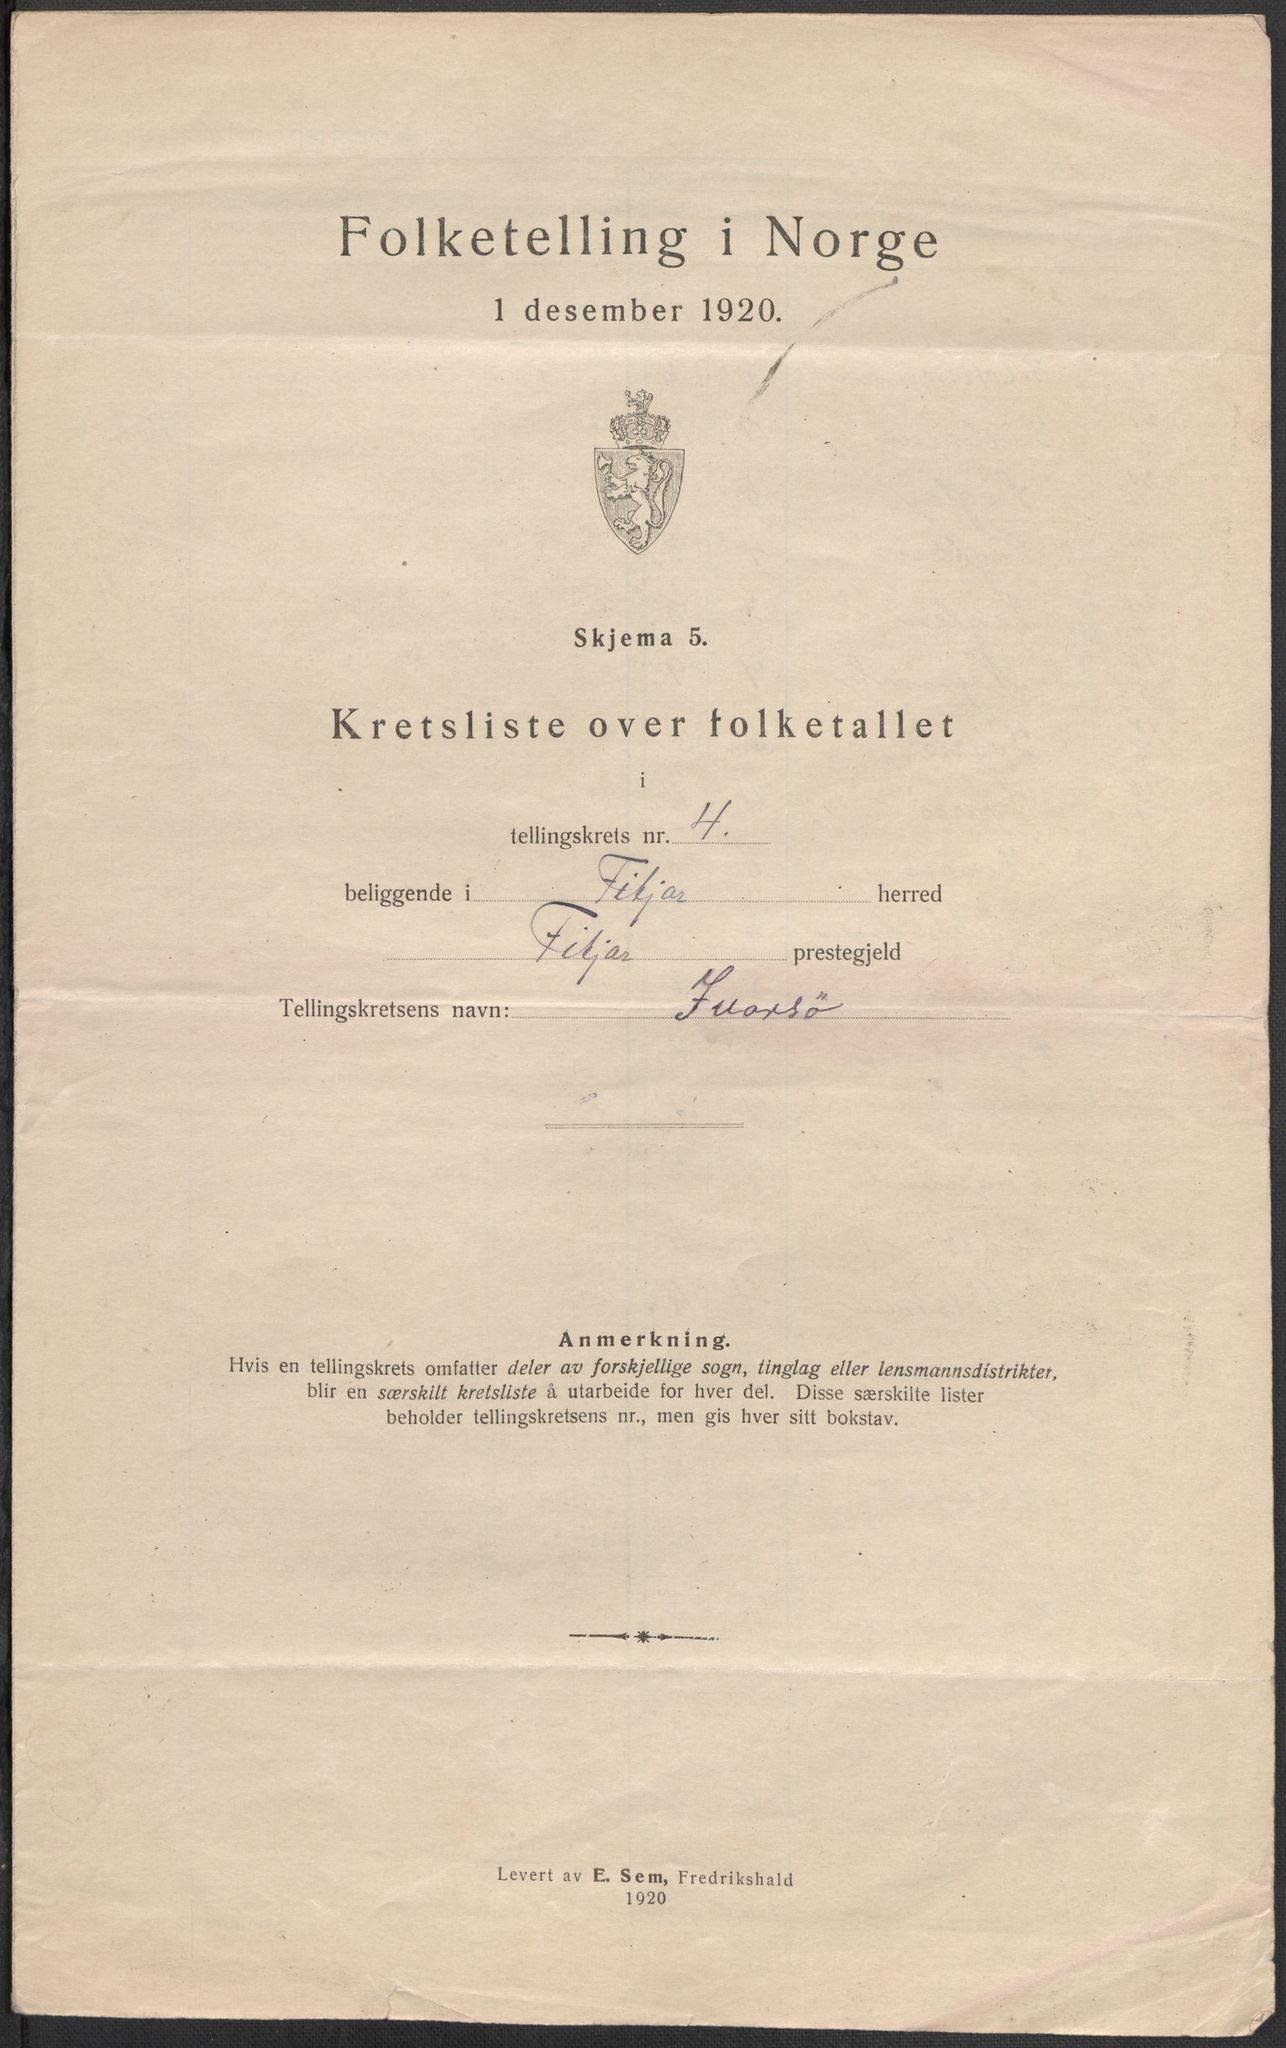 Folketelling i Norge
1 desember 1920.
Skjema 5.
Kretsliste over folketallet
i
tellingskrets nr. 4.
beliggende i Fitjar herred
Fitjar prestegjeld
Tellingskretsens navn: Ivarsö
Anmerkning.
Hvis en tellingskrets omfatter deler av forskjellige sogn, tinglag eller lensmannsdistrikter,
blir en særskilt kretsliste å utarbeide for hver del. Disse særskilte lister
beholder tellingskretsens nr., men gis hver sitt bokstav.
Levert av E. Sem, Fredrikshald
1920